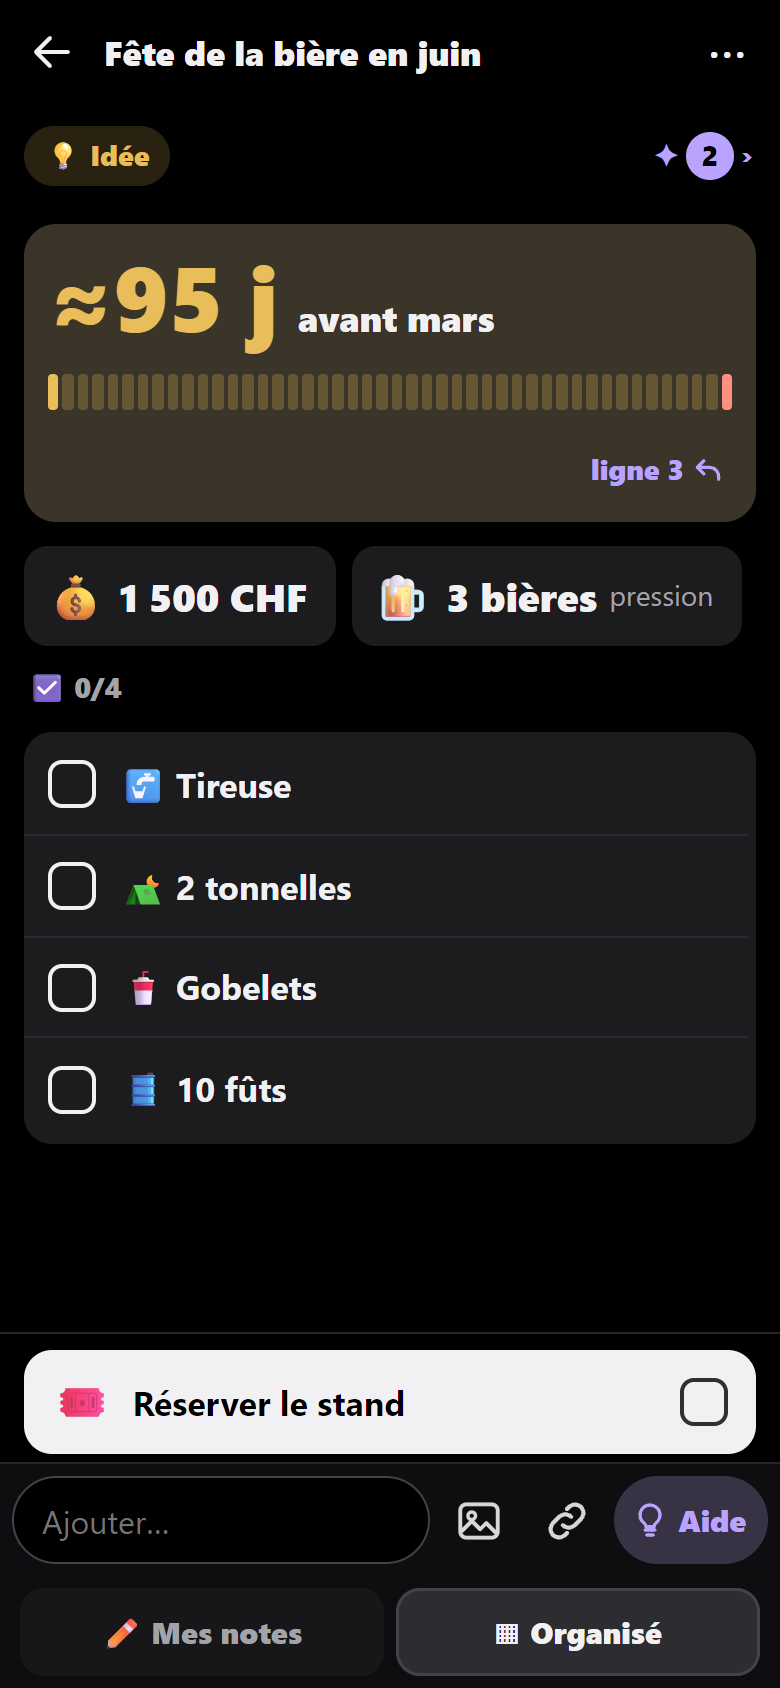 Fête de la bière en juin
Idée
2
≈95 j avant mars
ligne 3
1 500 CHF
3 bières pression
0/4
Tireuse
2 tonnelles
Gobelets
10 fûts
Réserver le stand
Ajouter...
Aide
Mes notes
Organisé